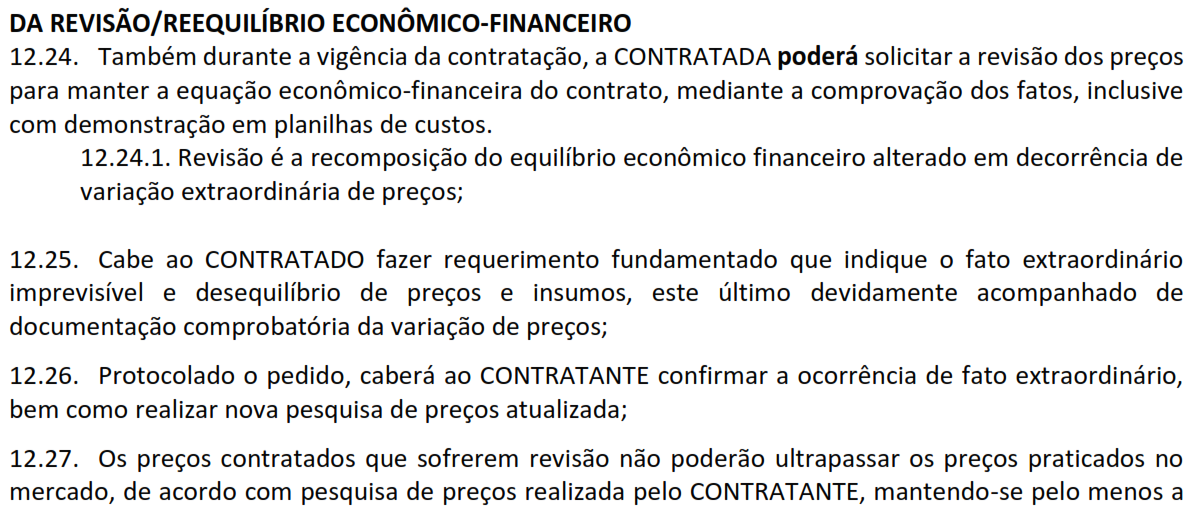 DA REVISÃO/REEQUILÍBRIO ECONÔMICO-FINANCEIRO
12.24. Também durante a vigência da contratação, a CONTRATADA poderá solicitar a revisão dos preços
para manter a equação econômico-financeira do contrato, mediante a comprovação dos fatos, inclusive
com demonstração em planilhas de custos.
12.24.1. Revisão é a recomposição do equilíbrio econômico financeiro alterado em decorrência de
variação extraordinária de preços;
12.25. Cabe ao CONTRATADO fazer requerimento fundamentado que indique o fato extraordinário
imprevisível e desequilíbrio de preços e insumos, este último devidamente acompanhado de
documentação comprobatória da variação de preços;
12.26. Protocolado o pedido, caberá ao CONTRATANTE confirmar a ocorrência de fato extraordinário,
bem como realizar nova pesquisa de preços atualizada;
12.27. Os preços contratados que sofrerem revisão não poderão ultrapassar os preços praticados no
mercado, de acordo com pesquisa de preços realizada pelo CONTRATANTE, mantendo-se pelo menos a